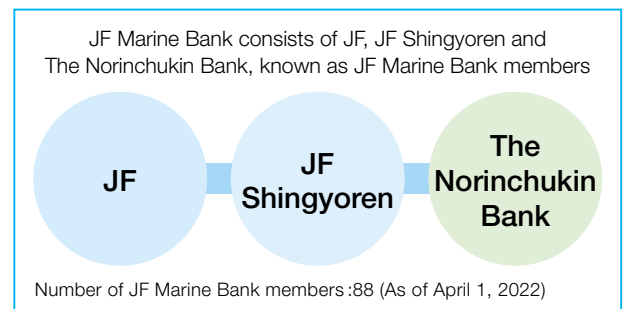 JF Marine Bank consists of JF, JF Shingyoren and
The Norinchukin Bank, known as JF Marine Bank members
JF
JF
Shingyoren
The
Norinchukin
Bank
Number of JF Marine Bank members :88 (As of April 1, 2022)